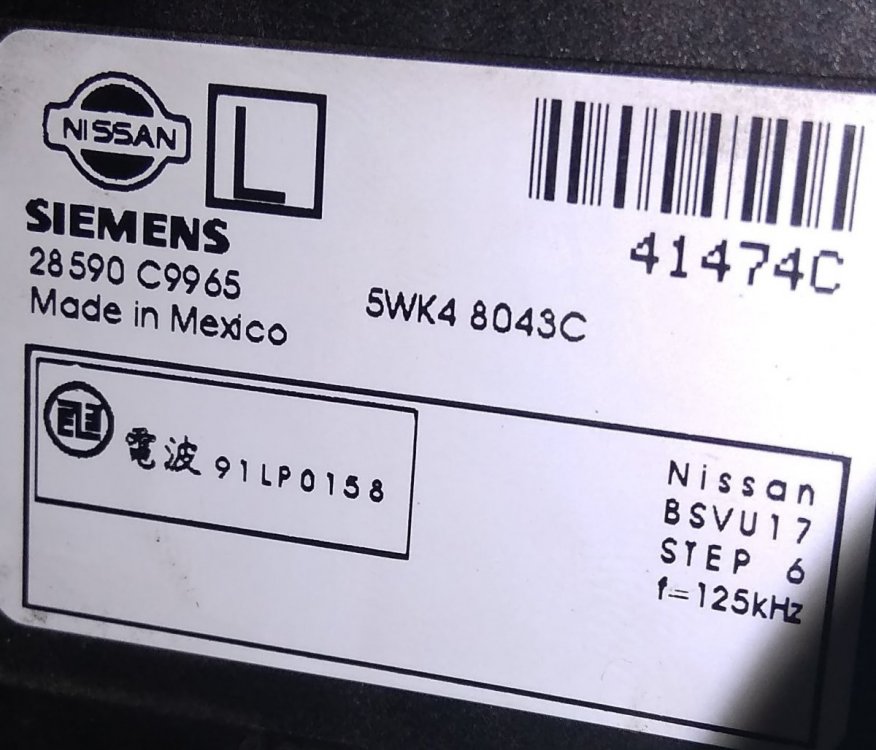 NISSAN
L
SIEMENS
28590 C9965
Made in Mexico
5WK4 8043C
41474C
電波 91LP0158
Nissan
BSVU17
STEP 6
f=125kHz